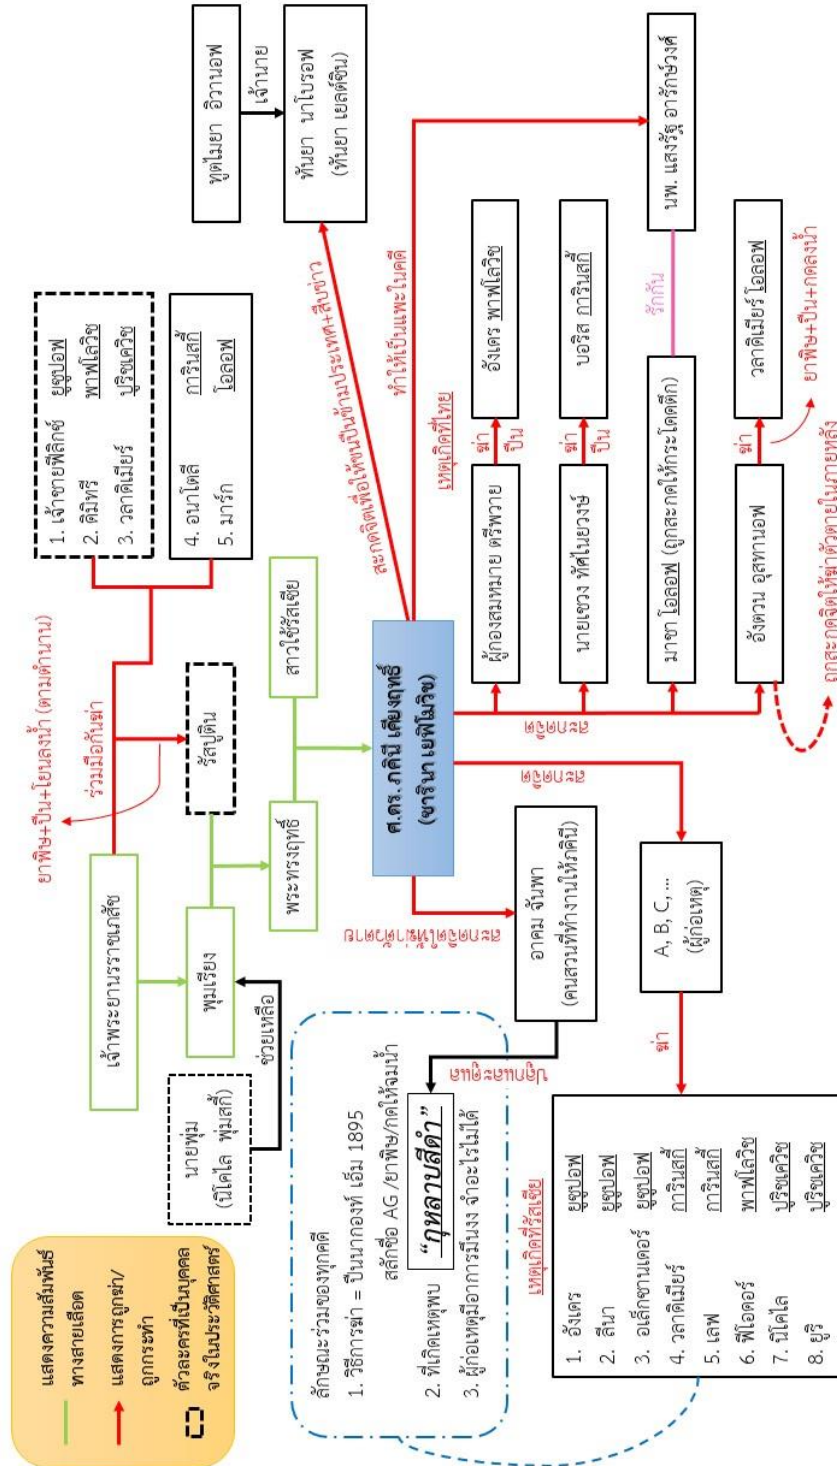 แสดงความสัมพันธ์
ทางสายเลือด
แสดงการถูกฆ่า/
ถูกกระทำ
ตัวละครที่เป็นบุคคล
จริงในประวัติศาสตร์
นายพุ่ม
(นิโคไล พุ่มสกี้)
ช่วยเหลือ
เจ้าพระยานรราชเภสัช
พุมเรียง
ยาพิษ+ปืน+โยนลงน้ำ (ตามตำนาน)
ร่วมมือกันฆ่า
รัสปูติน
พระทรงฤทธิ์
สาวใช้รัสเซีย
1. เจ้าชายฟีลิกซ์ ยูซูปอฟ
2. ดิมิทรี พาฟโลวิช
3. วลาดิเมียร์ ปูริชเควิช
4. อนาโตลี การินสกี้
5. มาร์ก โอลอฟ
ทูตไมยา อิวานอฟ
เจ้านาย
ทันยา นาโบรอฟ
(ทันยา เยลต์ซิน)
สะกดจิตเพื่อให้ขนปืนข้ามประเทศ+สืบข่าว
ศ.ดร. ภคินี เคียงฤทธิ์
(ซารินา เยฟิโมวิช)
ทำให้เป็นแพะในคดี
นพ. แสงรัฐ อารักษ์วงศ์
รักกัน
ลักษณะร่วมของทุกคดี
1. วิธีการฆ่า = ปืนนากองท์ เอ็ม 1895
สลักชื่อ AG /ยาพิษ/กดให้จมน้ำ
2. ที่เกิดเหตุพบ “กุหลาบสีดำ”
3. ผู้ก่อเหตุมีอาการมึนงง จำอะไรไม่ได้
ปลูกและดูแล
สะกดจิตให้ฆ่าตัวตาย
อาคม จันพา
(คนสวนที่ทำงานให้ภคินี)
สะกดจิต
A, B, C, ...
(ผู้ก่อเหตุ)
ฆ่า
เหตุเกิดที่รัสเซีย
1. อังเดร ยูซูปอฟ
2. ลีนา ยูซูปอฟ
3. อเล็กซานเดอร์ ยูซูปอฟ
4. วลาดิเมียร์ การินสกี้
5. เลฟ การินสกี้
6. ฟีโอดอร์ พาฟโลวิช
7. นิโคไล ปูริชเควิช
8. ยูริ ปูริชเควิช
สะกดจิต
เหตุเกิดที่ไทย
ผู้กองสมหมาย ตรีพวาย
ฆ่า
ปืน
อังเดร พาฟโลวิช
นายเชวง ทัศไนยวงษ์
ฆ่า
ปืน
บอริส การินสกี้
มาซา โอลอฟ (ถูกสะกดให้กระโดดตึก)
อังตวน อุสทานอฟ
ฆ่า
วลาดิเมียร์ โอลอฟ
ยาพิษ+ปืน+กดลงน้ำ
ถูกสะกดจิตให้ฆ่าตัวตายในภายหลัง